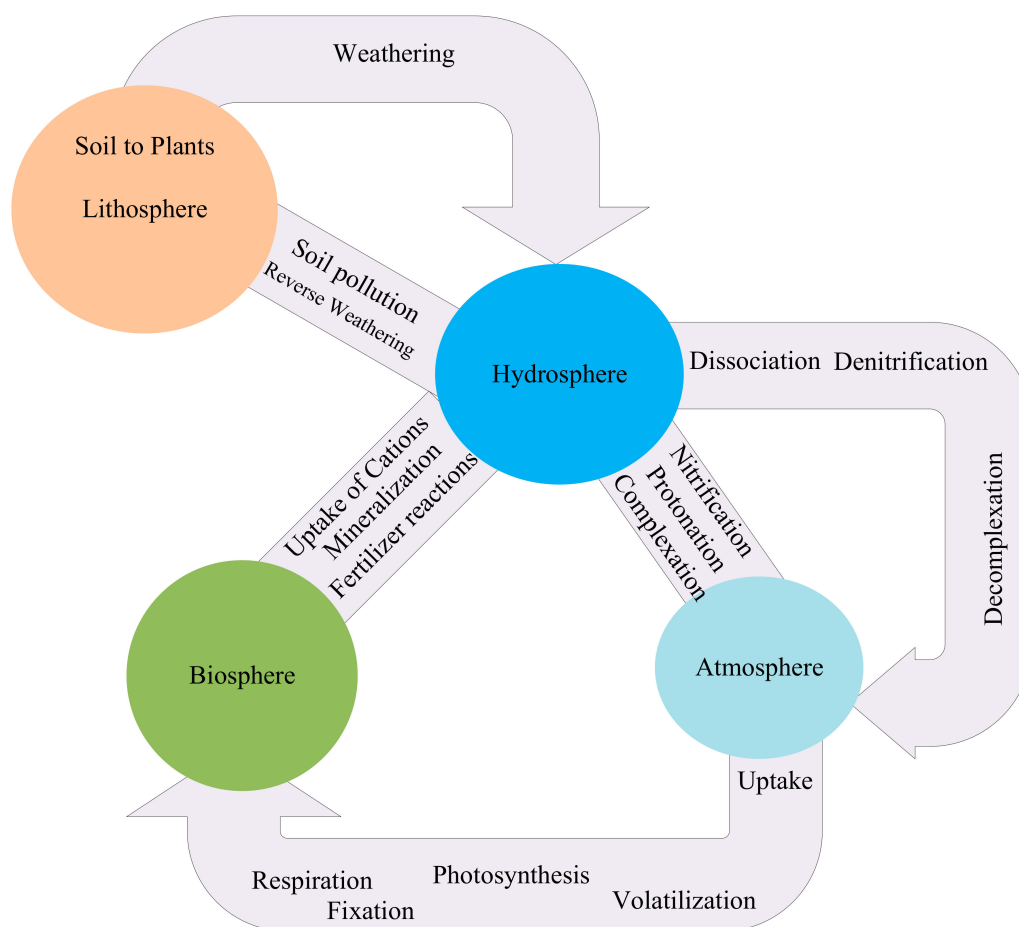 Weathering
Soil to Plants
Lithosphere
Soil pollution
Reverse Weathering
Hydrosphere
Dissociation
Denitrification
Decomplexation
Uptake of Cations
Mineralization
Fertilizer reactions
Nitrification
Protonation
Complexation
Biosphere
Atmosphere
Uptake
Respiration
Fixation
Photosynthesis
Volatilization